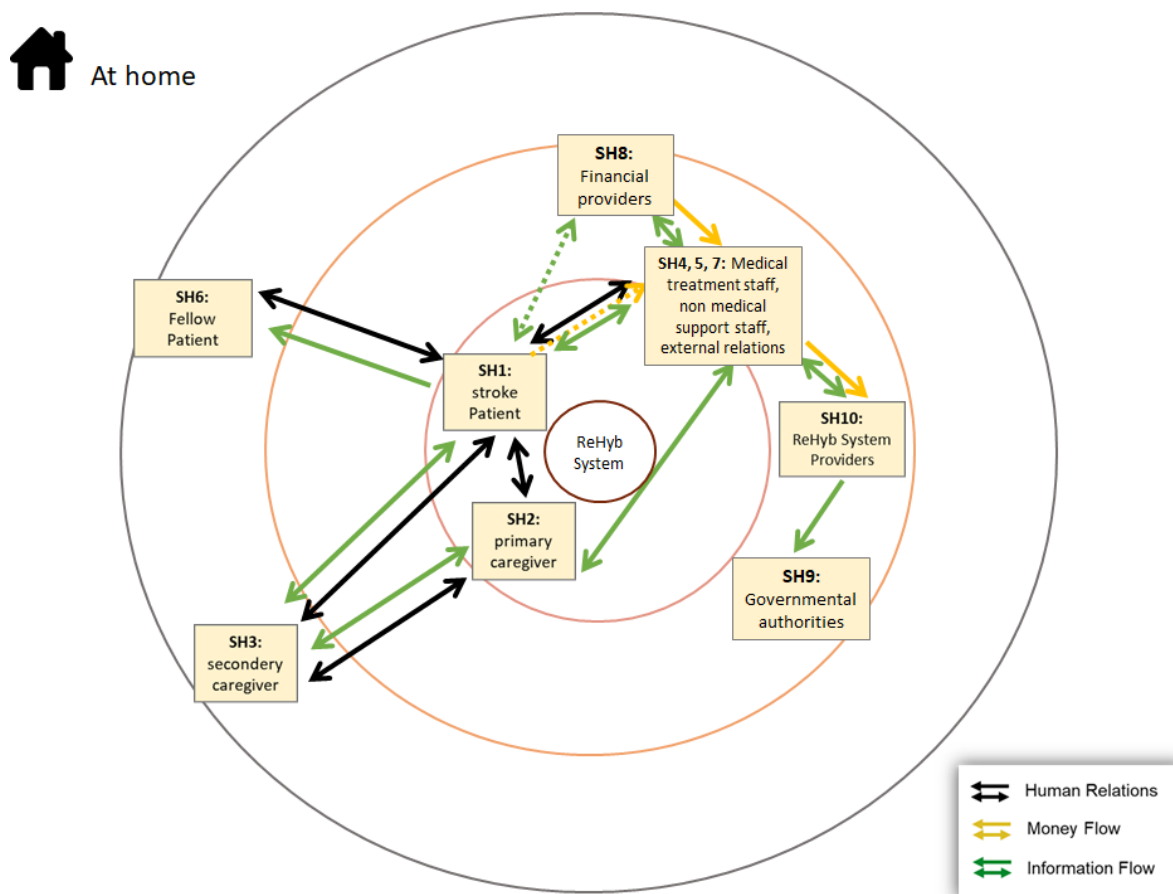 At home
SH8:
Financial
providers
SH4, 5, 7: Medical
treatment staff,
non medical
support staff,
external relations
SH6:
Fellow
Patient
SH1:
stroke
Patient
ReHyb
System
SH10:
ReHyb System
Providers
SH2:
primary
caregiver
SH9:
Governmental
authorities
SH3:
secondery
caregiver
Human Relations
Money Flow
Information Flow